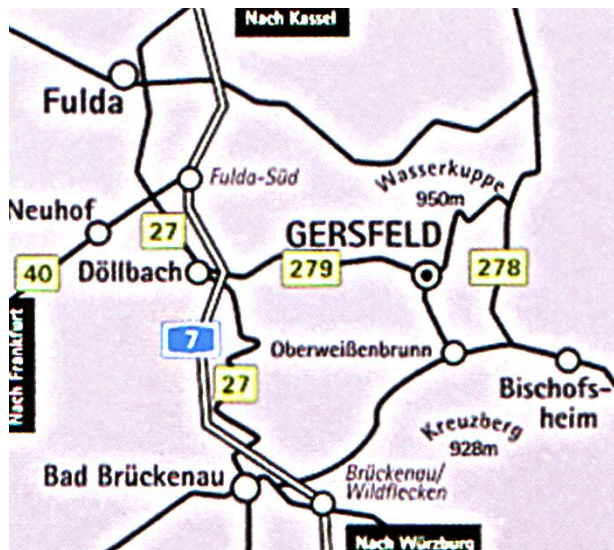 Nach Kassel
Fulda
Wasserkuppe
950m
Fulda-Süd
Neuhof
27
GERSFELD
40
Döllbach
279
278
Nach Frankfurt
7
Oberweißenbrunn
27
Bischofs-
heim
Kreuzberg
928m
Bad Brückenau
Brückenau/
Wildflecken
Nach Würzburg